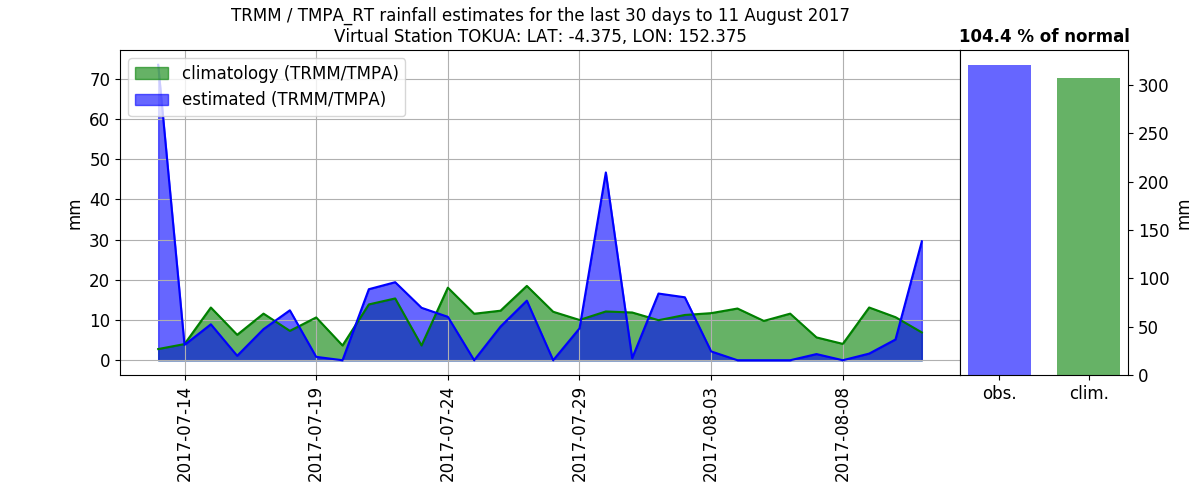 TRMM / TMPA_RT rainfall estimates for the last 30 days to 11 August 2017
Virtual Station TOKUA: LAT: -4.375, LON: 152.375
104.4 % of normal
climatology (TRMM/TMPA)
estimated (TRMM/TMPA)
70
60
50
40
30
20
10
0
mm
2017-07-14
2017-07-19
2017-07-24
2017-07-29
2017-08-03
2017-08-08
300
250
200
150
100
50
0
mm
obs.
clim.